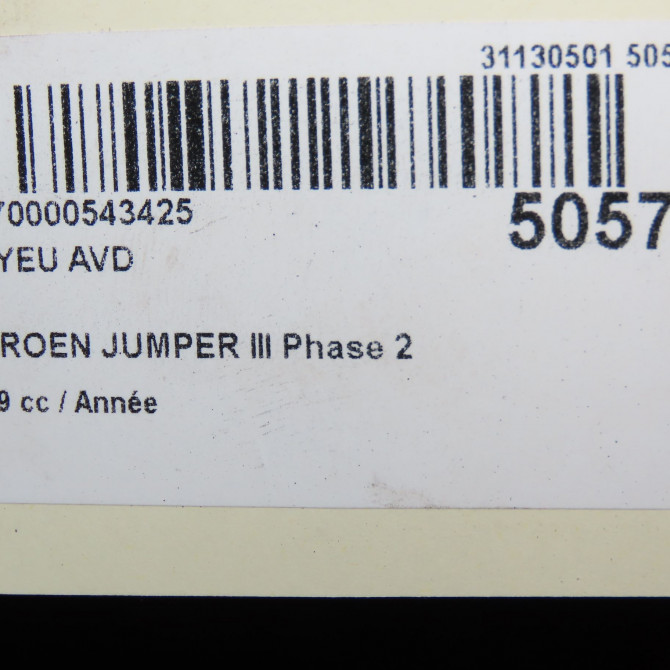 31130501 505
70000543425
5057
YEU AVD
ROEN JUMPER III Phase 2
9 cc / Année